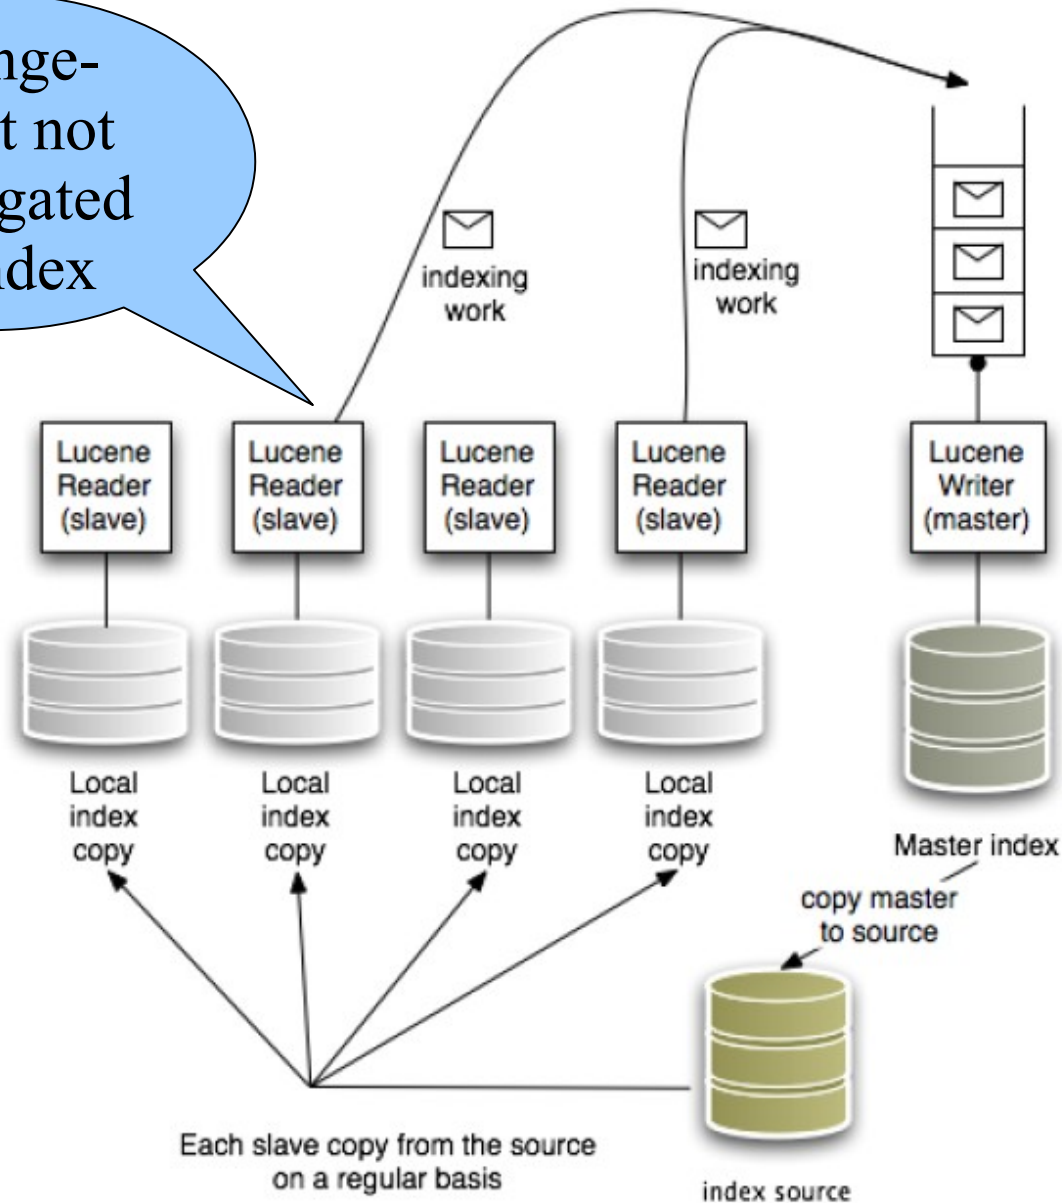 nge-
t not
gated
ndex
indexing
work
indexing
work
Lucene
Reader
(slave)
Lucene
Reader
(slave)
Lucene
Reader
(slave)
Lucene
Reader
(slave)
Lucene
Writer
(master)
Local
index
copy
Local
index
copy
Local
index
copy
Local
index
copy
Master index
copy master
to source
Each slave copy from the source
on a regular basis
index source